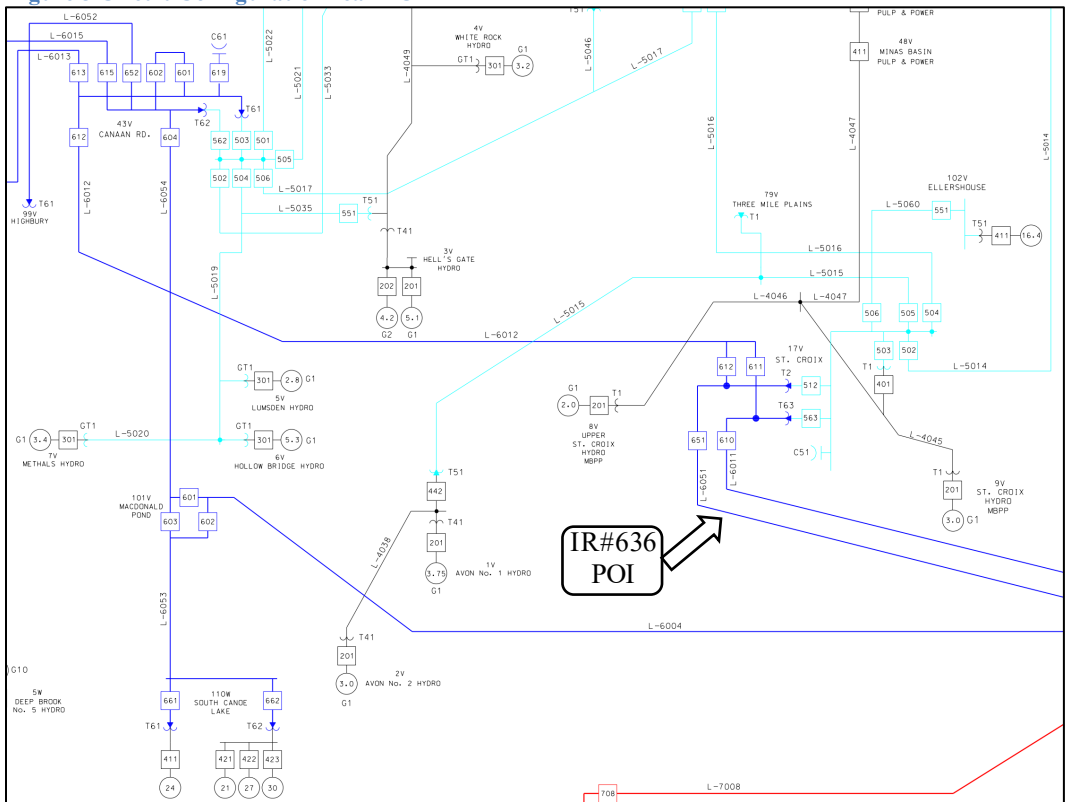 L-6052
L-6015
L-6013
C61
613
615
652
602
601
619
T61
T62
43V
CANAAN RD.
612
604
562
503
501
505
502
504
506
L-5022
L-5021
L-5033
L-4049
4V
WHITE ROCK
HYDRO
GT1
301
3.2
G1
T51
L-5046
L-5017
PULP & POWER
411
48V
MINAS BASIN
PULP & POWER
L-5016
L-4047
L-5014
L-6012
L-6054
T61
99V
HIGHBURY
L-5017
L-5035
551
T51
T41
3V
HELL'S GATE
HYDRO
202
201
4.2
5.1
G2
G1
L-5019
79V
THREE MILE PLAINS
T1
102V
ELLERSHOUSE
L-5060
551
T51
411
16.4
L-5016
L-5015
L-4046
L-4047
506
505
504
L-5015
L-6012
612
611
17V
ST. CROIX
T2
512
T63
563
C51
503
502
T1
401
L-5014
GT1
301
2.8
G1
5V
LUMSDEN HYDRO
G1
3.4
301
GT1
L-5020
7V
METHALS HYDRO
GT1
301
5.3
G1
6V
HOLLOW BRIDGE HYDRO
G1
2.0
201
T1
8V
UPPER
ST. CROIX
HYDRO
MBPP
651
610
L-6051
L-6011
L-4045
T1
201
3.0
G1
9V
ST. CROIX
HYDRO
MBPP
101V
MACDONALD
POND
601
603
602
T51
442
T41
201
3.75
G1
1V
AVON No. 1 HYDRO
L-4038
IR#636
POI
L-6053
L-6004
T41
201
3.0
G1
2V
AVON No. 2 HYDRO
G10
5W
DEEP BROOK
No. 5 HYDRO
110W
SOUTH CANOE
LAKE
661
662
T61
T62
411
421
422
423
24
21
27
30
708
L-7008